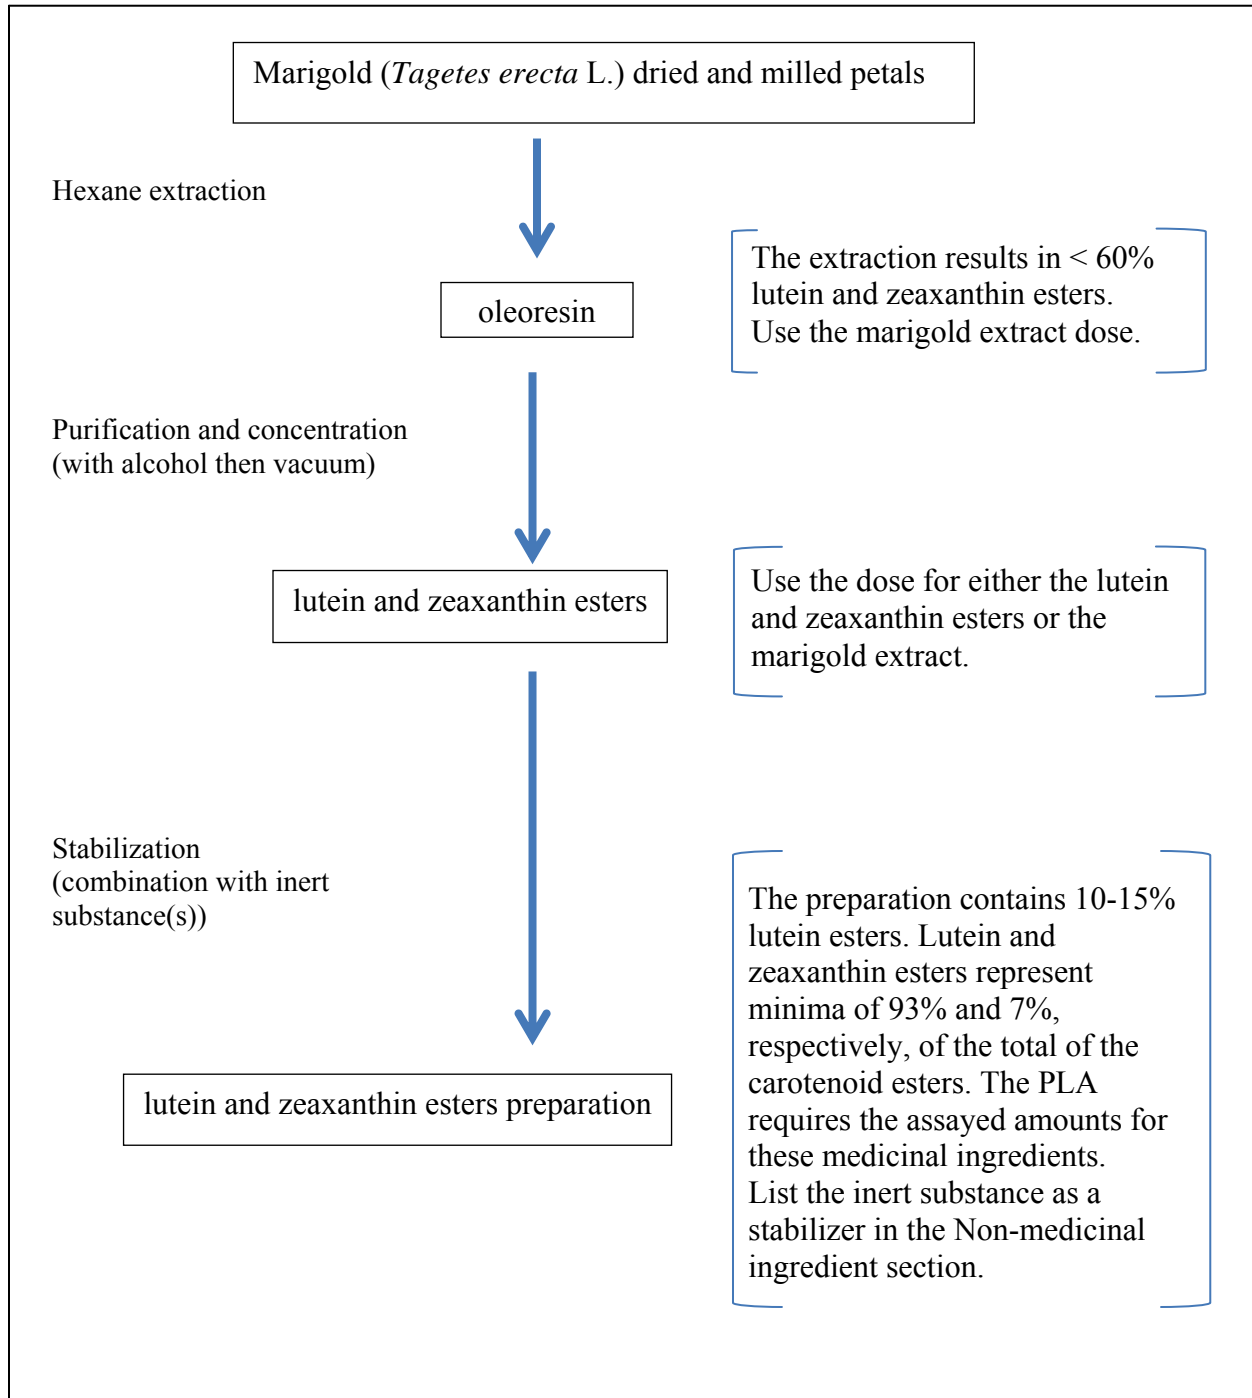 Marigold (Tagetes erecta L.) dried and milled petals
Hexane extraction
The extraction results in < 60%
lutein and zeaxanthin esters.
Use the marigold extract dose.
oleoresin
Purification and concentration
(with alcohol then vacuum)
lutein and zeaxanthin esters
Use the dose for either the lutein
and zeaxanthin esters or the
marigold extract.
Stabilization
(combination with inert
substance(s))
The preparation contains 10-15%
lutein esters. Lutein and
zeaxanthin esters represent
minima of 93% and 7%,
respectively, of the total of the
carotenoid esters. The PLA
requires the assayed amounts for
these medicinal ingredients.
List the inert substance as a
stabilizer in the Non-medicinal
ingredient section.
lutein and zeaxanthin esters preparation